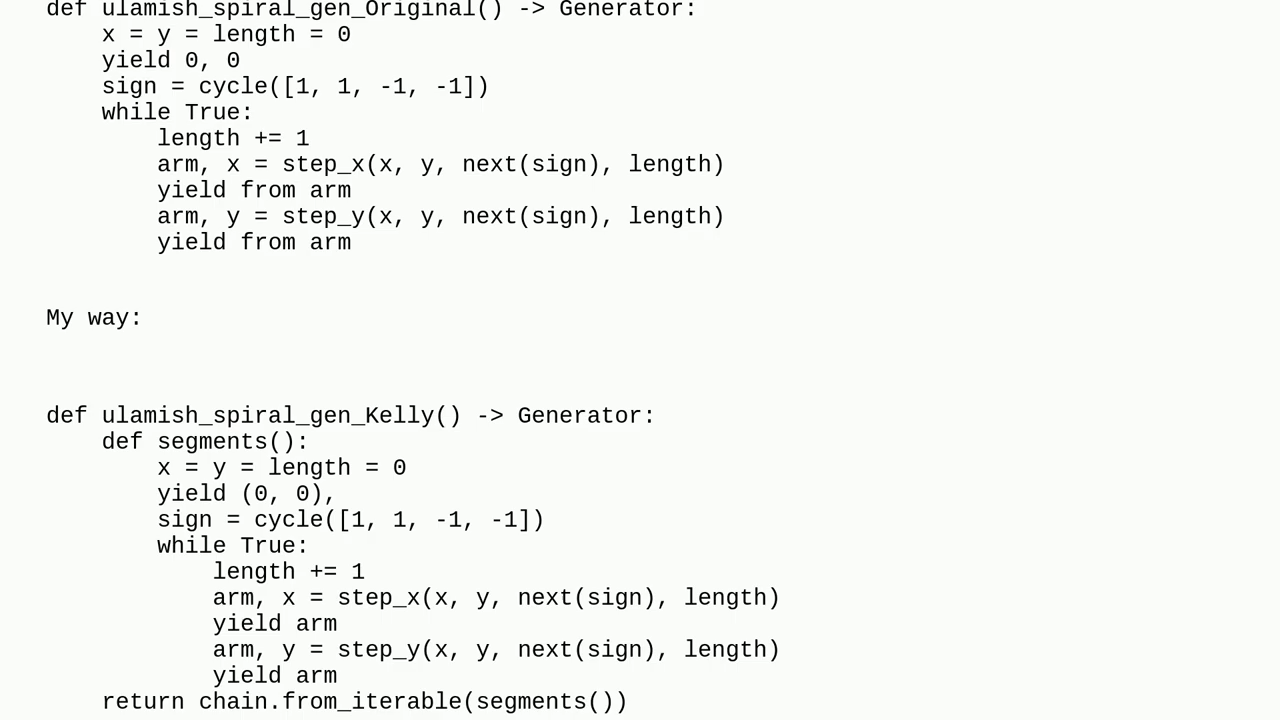 def ulamish_spiral_gen_Original() -> Generator:
    x = y = length = 0
    yield 0, 0
    sign = cycle([1, 1, -1, -1])
    while True:
        length += 1
        arm, x = step_x(x, y, next(sign), length)
        yield from arm
        arm, y = step_y(x, y, next(sign), length)
        yield from arm
My way:
def ulamish_spiral_gen_Kelly() -> Generator:
    def segments():
        x = y = length = 0
        yield (0, 0),
        sign = cycle([1, 1, -1, -1])
        while True:
            length += 1
            arm, x = step_x(x, y, next(sign), length)
            yield arm
            arm, y = step_y(x, y, next(sign), length)
            yield arm
    return chain.from_iterable(segments())